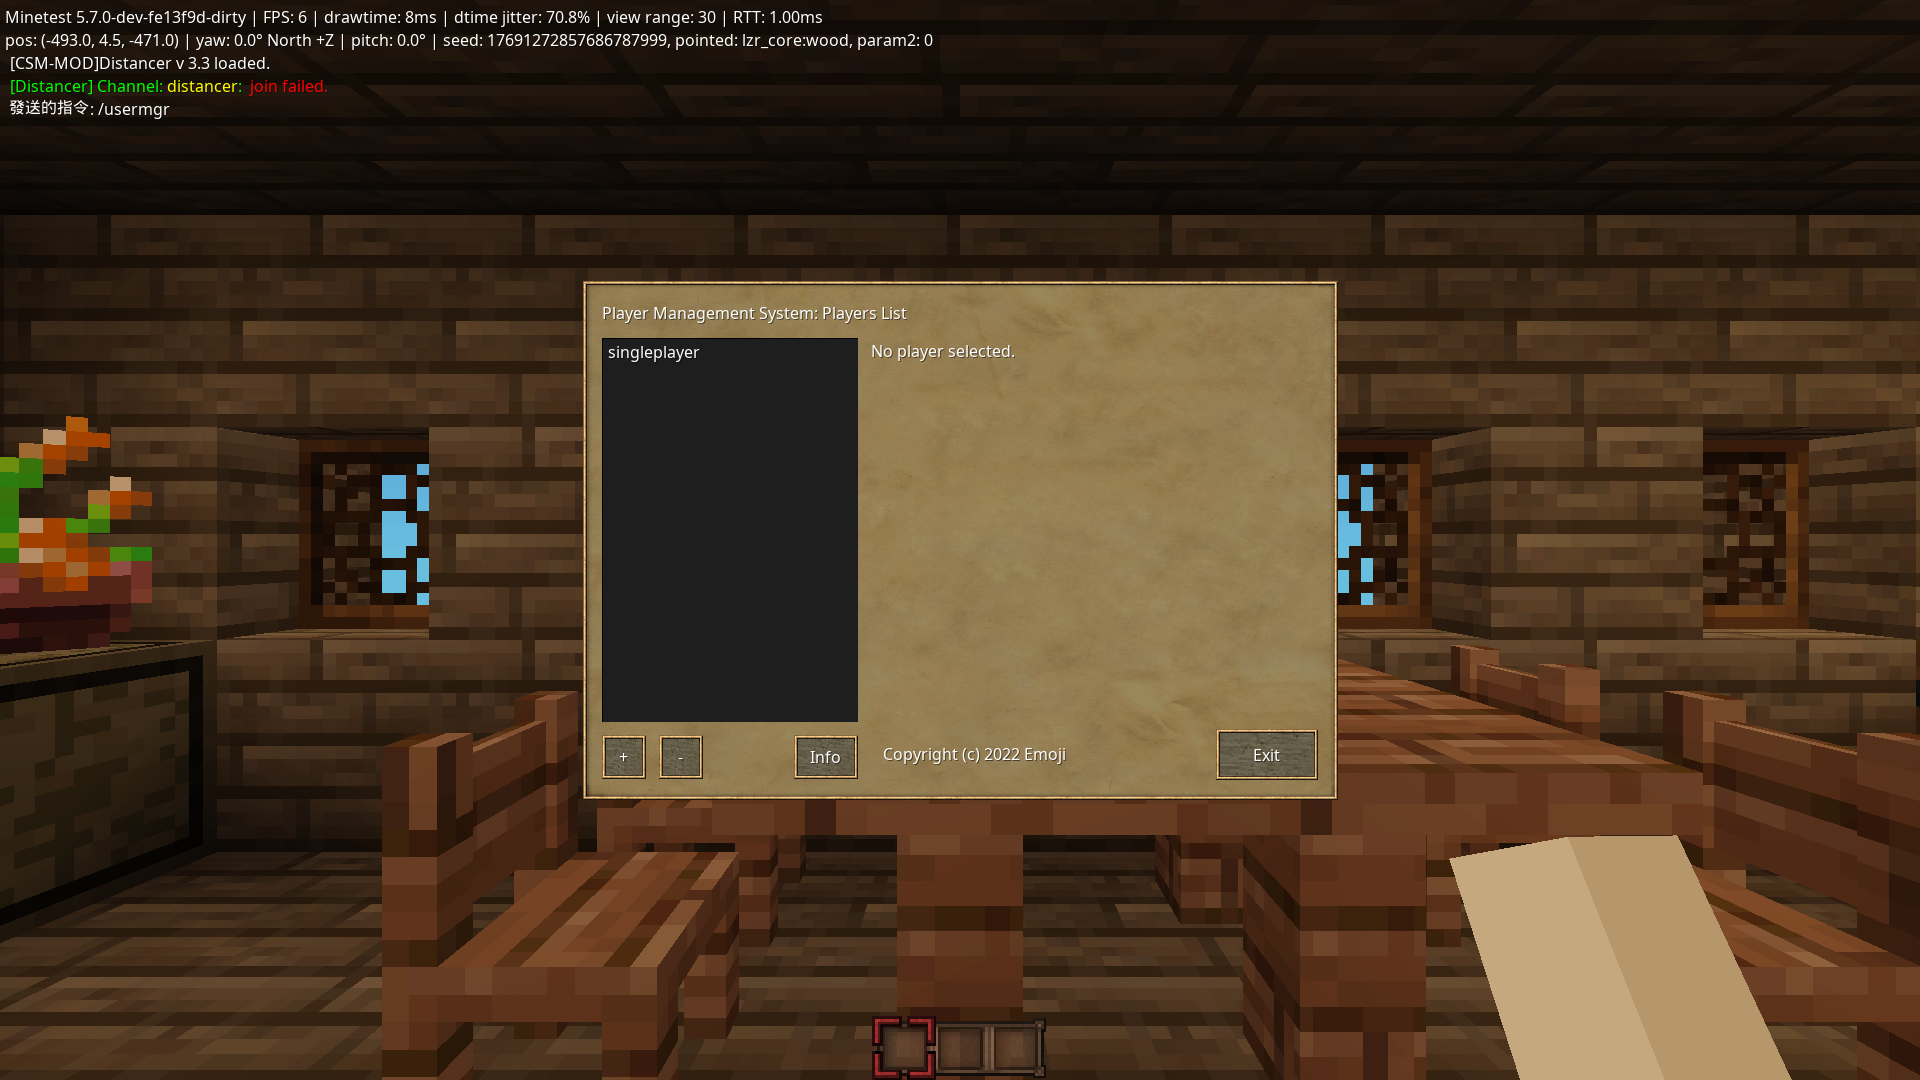 Minetest 5.7.0-dev-fe13f9d-dirty | FPS: 6 | drawtime: 8ms | dtime jitter: 70.8% | view range: 30 | RTT: 1.00ms
pos: (-493.0, 4.5, -471.0) | yaw: 0.0° North +Z | pitch: 0.0° | seed: 17691272857686787999, pointed: lzr_core:wood, param2: 0
[CSM-MOD]Distancer v 3.3 loaded.
[Distancer] Channel: distancer: join failed.
發送的指令: /usermgr
Player Management System: Players List
singleplayer
No player selected.
+
-
Info
Copyright (c) 2022 Emoji
Exit